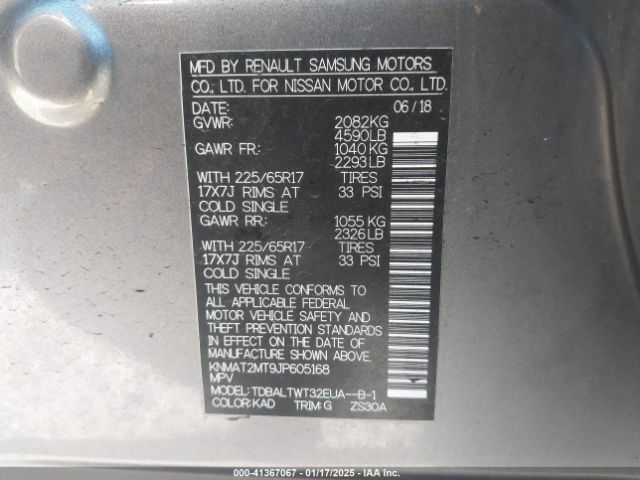 MFD BY RENAULT SAMSUNG MOTORS
CO., LTD. FOR NISSAN MOTOR CO., LTD.
DATE: 06/18
GVWR: 2082KG
4590LB
GAWR FR: 1040KG
2293LB
WITH 225/65R17 TIRES
17X7J RIMS AT 33 PSI
COLD SINGLE
GAWR RR: 1055KG
2326LB
WITH 225/65R17 TIRES
17X7J RIMS AT 33 PSI
COLD SINGLE
THIS VEHICLE CONFORMS TO
ALL APPLICABLE FEDERAL
MOTOR VEHICLE SAFETY AND
THEFT PREVENTION STANDARDS
IN EFFECT ON THE DATE OF
MANUFACTURE SHOWN ABOVE.
KNMAT2MT9JP605168
MPV
MODEL: TDBALTWT32EUA--D-1
COLOR: KAD TRIM: G ZS30A
000-41367067 - 01/17/2025 - IAA Inc.